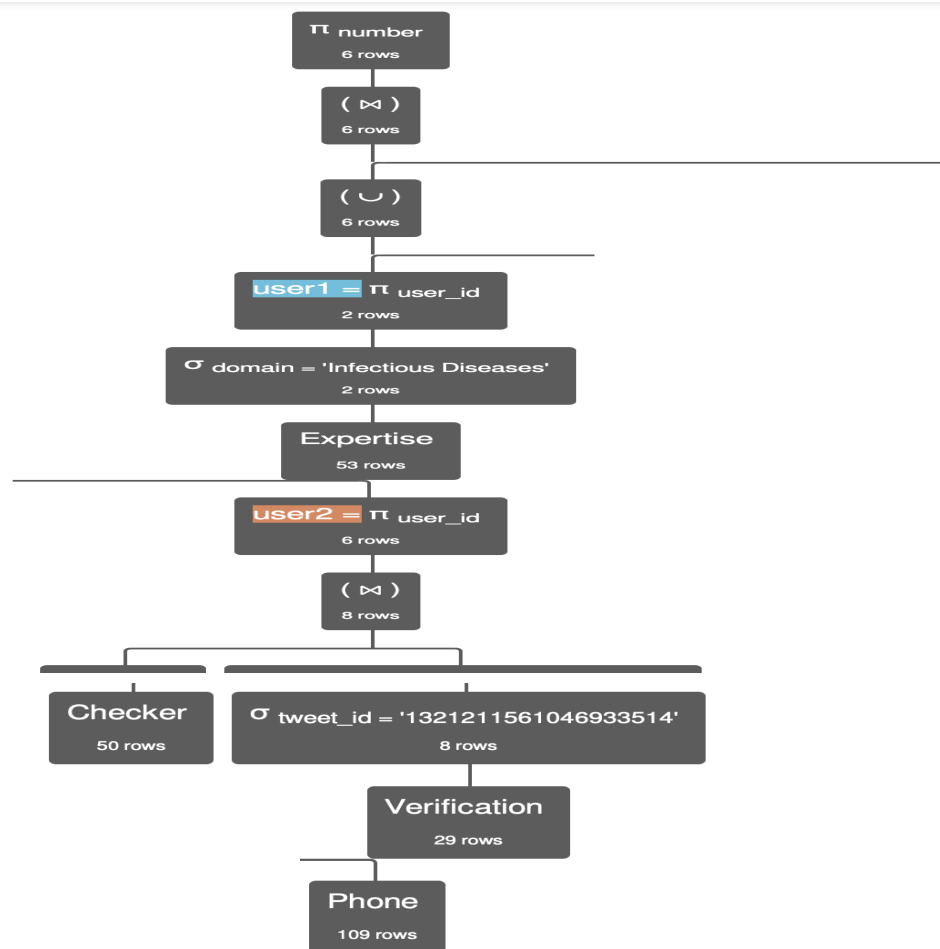 π number
6 rows
( ⋈ )
6 rows
( ∪ )
6 rows
user1 = π user_id
2 rows
σ domain = 'Infectious Diseases'
2 rows
Expertise
53 rows
user2 = π user_id
6 rows
( ⋈ )
8 rows
Checker
50 rows
σ tweet_id = '1321211561046933514'
8 rows
Verification
29 rows
Phone
109 rows